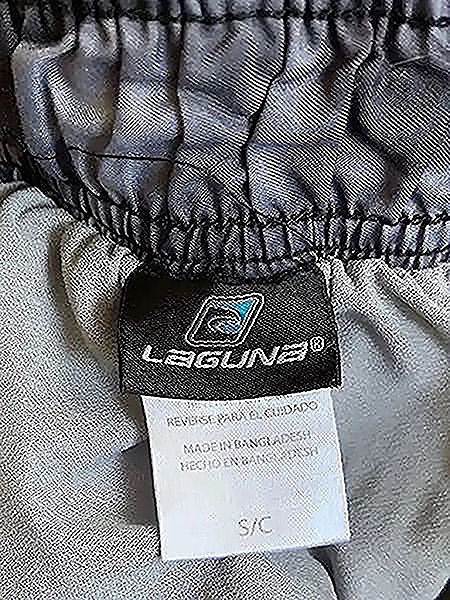 LAGUNA®
REVERSE PARA EL CUIDADO
MADE IN BANGLADESH
HECHO EN BANGLADESH
S/C